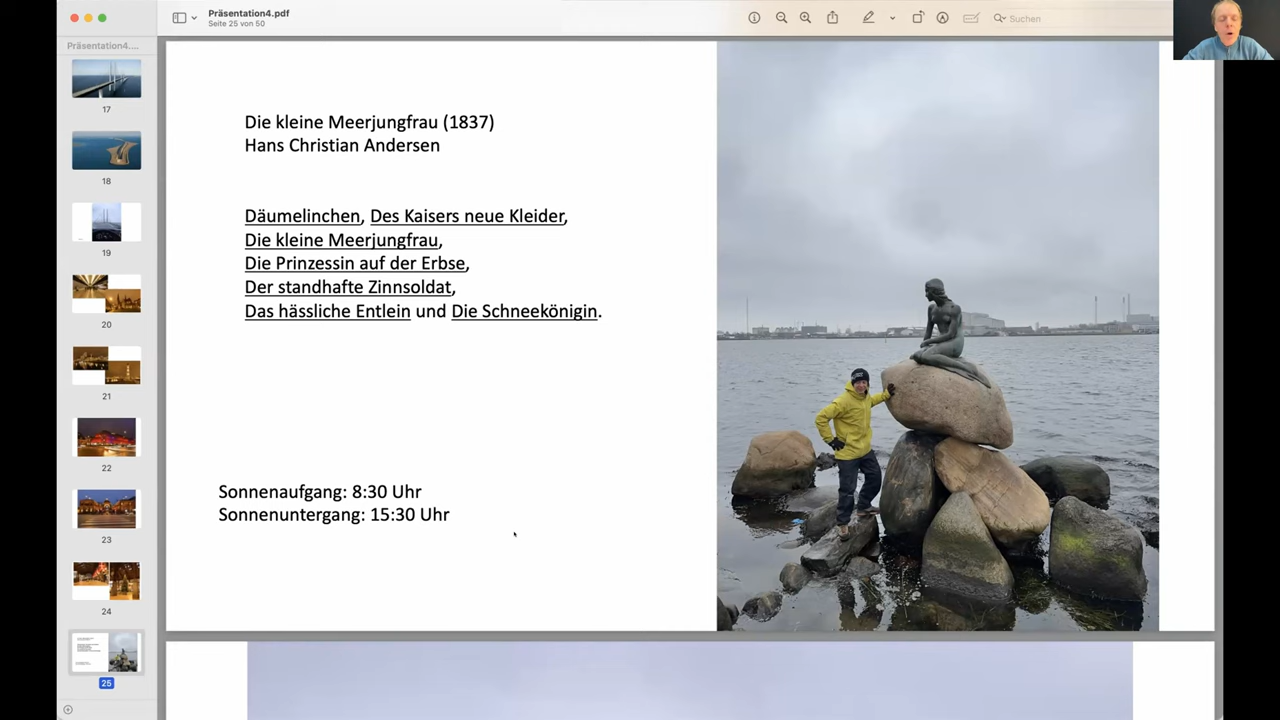 Präsentation4.pdf
Seite 25 von 50
Suchen
Präsentation4....
17
18
19
20
21
22
23
24
25
Die kleine Meerjungfrau (1837)
Hans Christian Andersen
Däumelinchen, Des Kaisers neue Kleider,
Die kleine Meerjungfrau,
Die Prinzessin auf der Erbse,
Der standhafte Zinnsoldat,
Das hässliche Entlein und Die Schneekönigin.
Sonnenaufgang: 8:30 Uhr
Sonnenuntergang: 15:30 Uhr